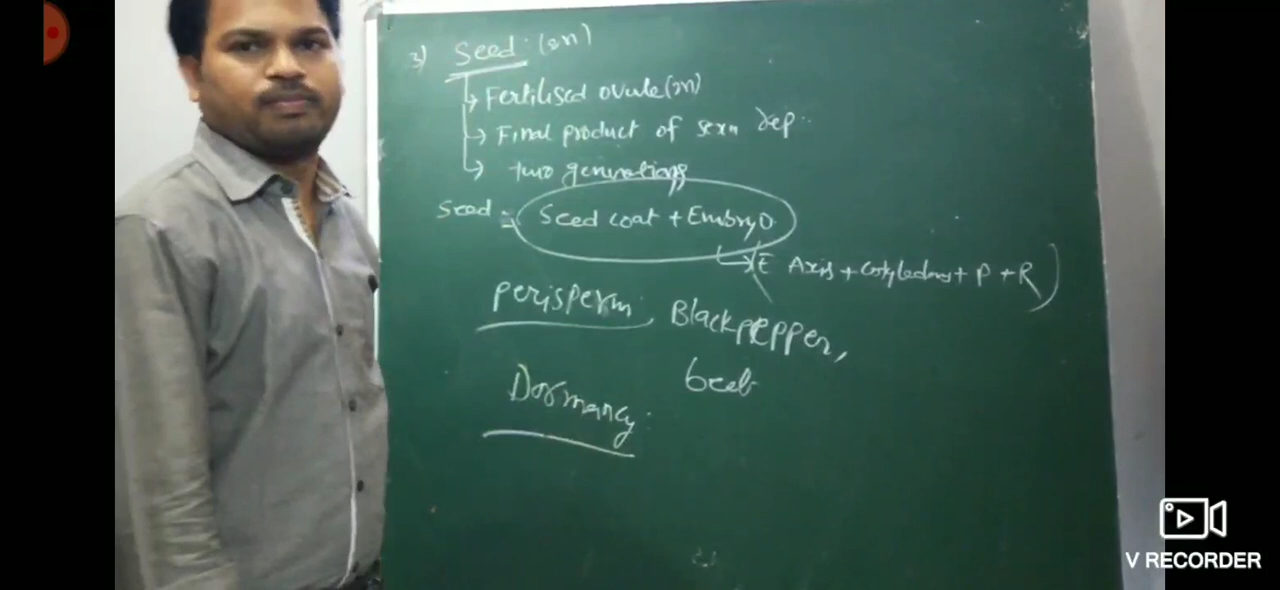 3) Seed (2n)
↳ Fertilised ovule (2n)
→ Final product of sexu rep..
↳ two generations
Seed = Seed coat + Embryo
↳ E Axis + Cotyledons + P + R)
perisperm, Blackpepper,
beet
Dormancy:
V RECORDER